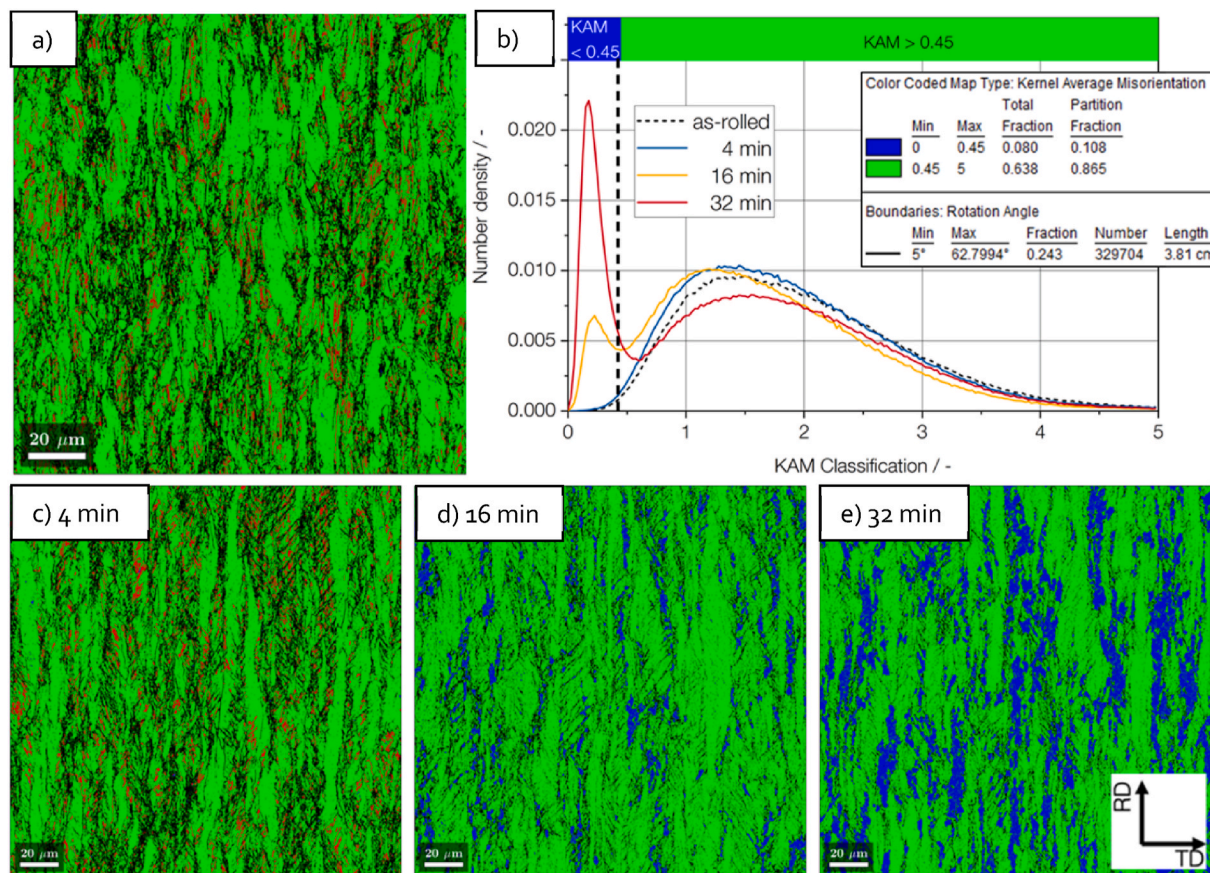 a)
20 μm
b)
KAM
< 0.45
KAM > 0.45
as-rolled
4 min
16 min
32 min
Color Coded Map Type: Kernel Average Misorientation
Total Partition
Min Max Fraction Fraction
0 0.45 0.080 0.108
0.45 5 0.638 0.865
Boundaries: Rotation Angle
Min Max Fraction Number Length
5° 62.7994° 0.243 329704 3.81 cm
Number density / -
0.020
0.015
0.010
0.005
0.000
0 1 2 3 4 5
KAM Classification / -
c) 4 min
20 μm
d) 16 min
20 μm
e) 32 min
20 μm
RD
TD